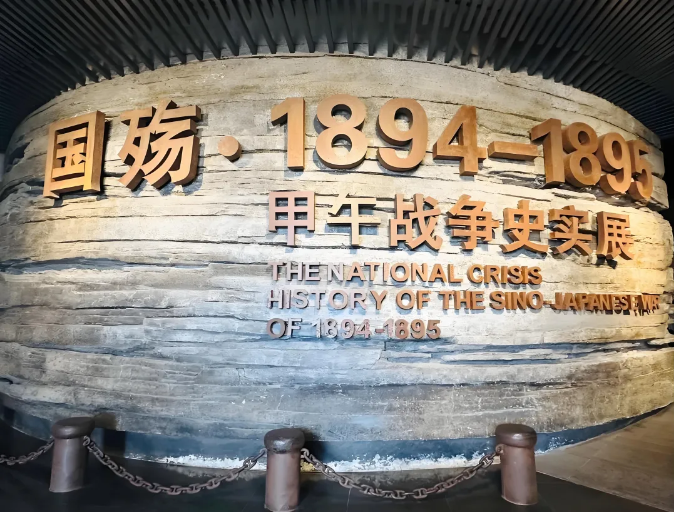 国殇·1894-1895
甲午战争史实展
THE NATIONAL CRISIS
HISTORY OF THE SINO-JAPANESE WAR
OF 1894-1895